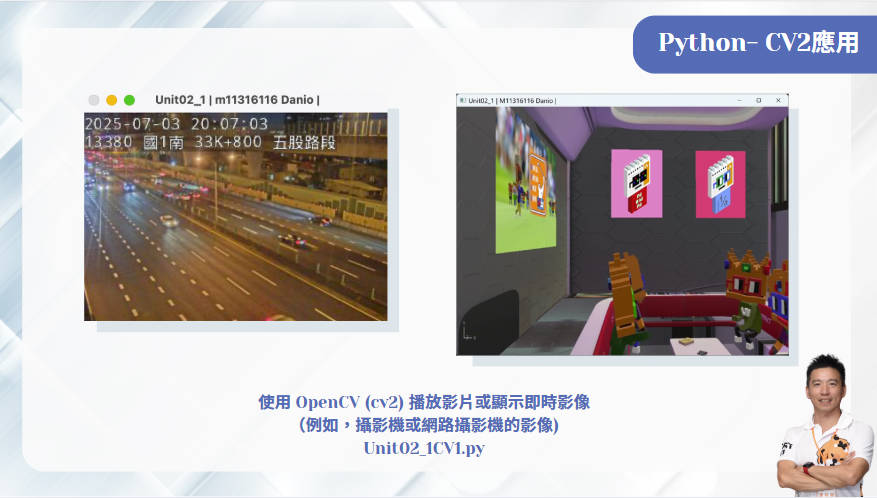 Python- CV2應用
Unit02_1 | m11316116 Danio |
2025-07-03 20:07:03
13380 國1南 33K+800 五股路段
Unit02_1 | M11316116 Danio |
使用 OpenCV (cv2) 播放影片或顯示即時影像
（例如，攝影機或網路攝影機的影像)
Unit02_1CV1.py